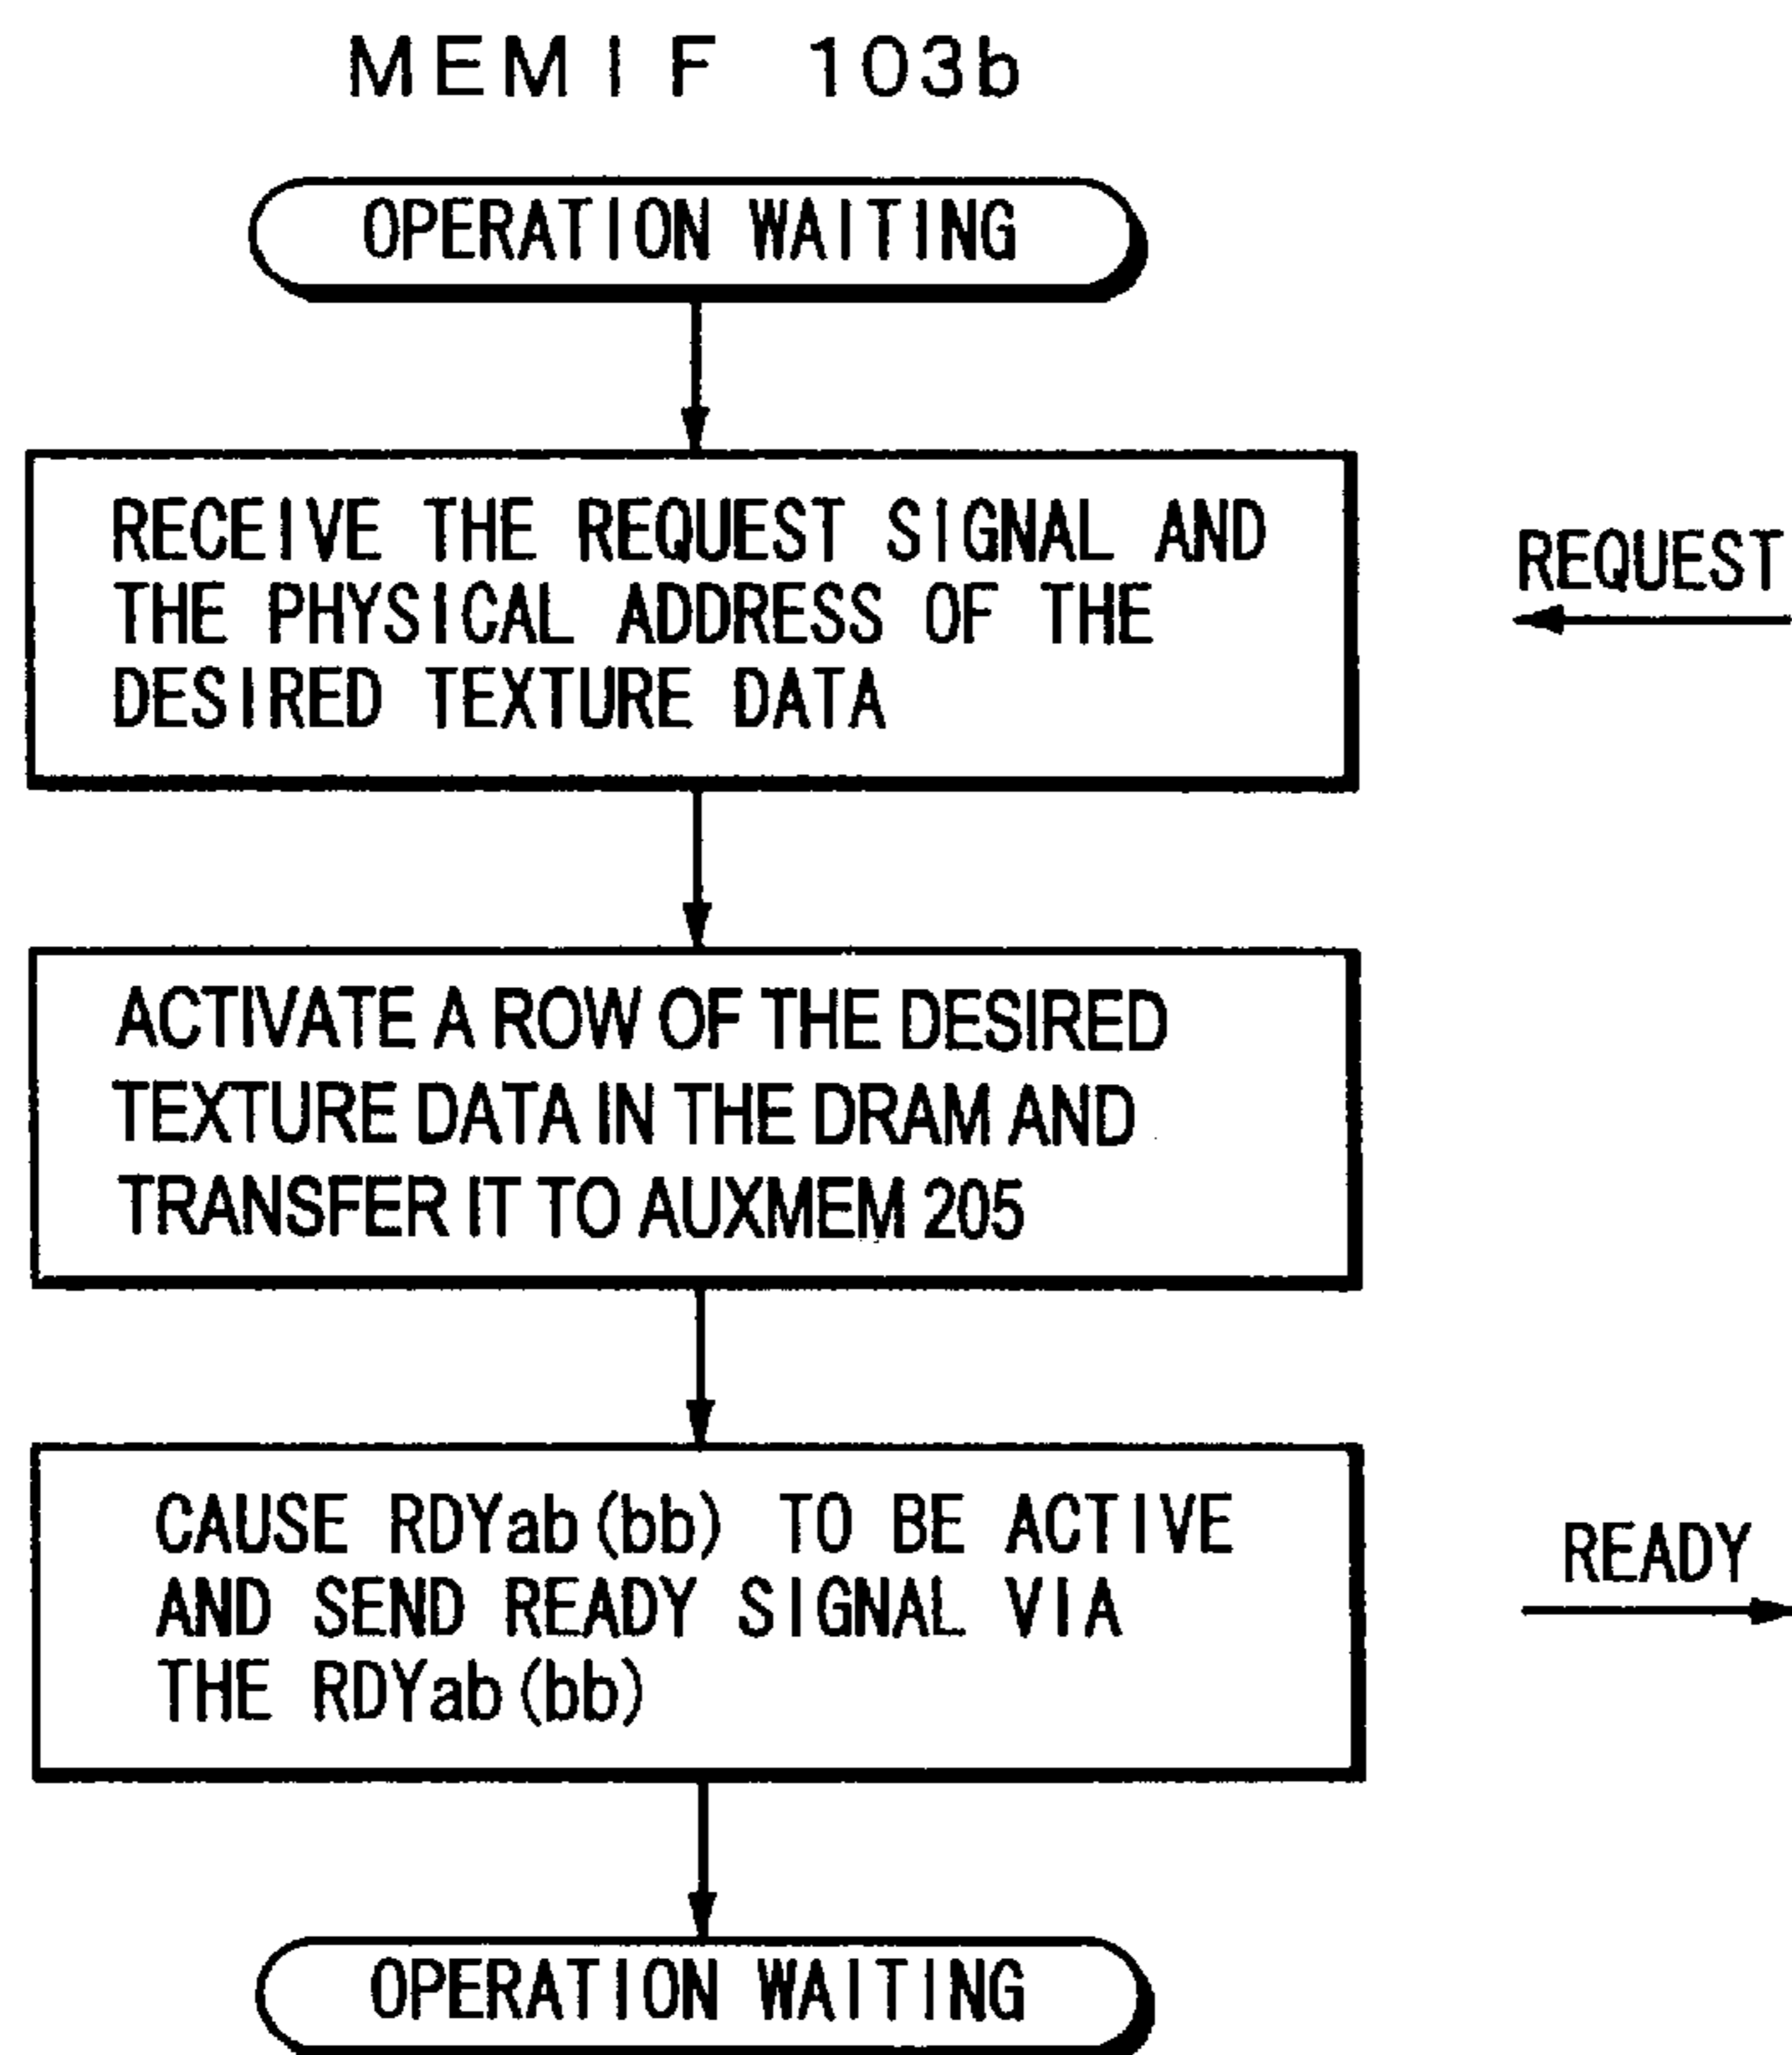 MEMIF 103b
OPERATION WAITING
RECEIVE THE REQUEST SIGNAL AND
THE PHYSICAL ADDRESS OF THE
DESIRED TEXTURE DATA
REQUEST
ACTIVATE A ROW OF THE DESIRED
TEXTURE DATA IN THE DRAM AND
TRANSFER IT TO AUXMEM 205
CAUSE RDYab(bb) TO BE ACTIVE
AND SEND READY SIGNAL VIA
THE RDYab(bb)
READY
OPERATION WAITING